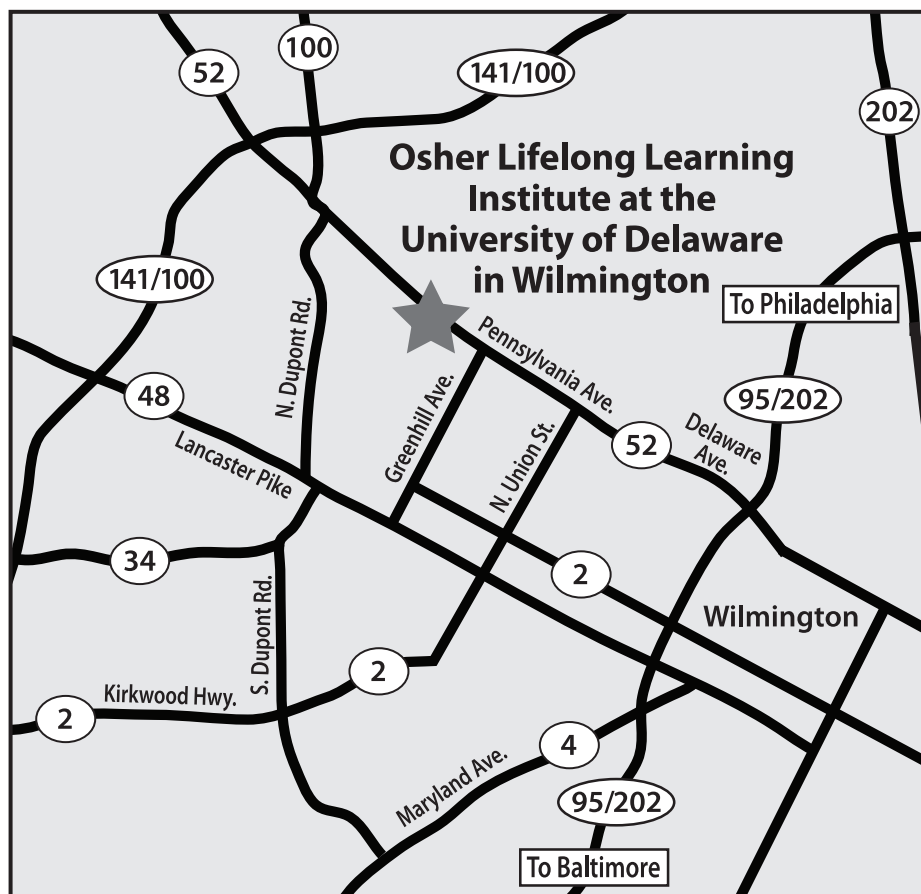 100
52
141/100
202
Osher Lifelong Learning
Institute at the
University of Delaware
in Wilmington
141/100
To Philadelphia
N. Dupont Rd.
Pennsylvania Ave.
48
Greenhill Ave.
95/202
Lancaster Pike
N. Union St.
52
Delaware
Ave.
34
2
Wilmington
S. Dupont Rd.
2
Kirkwood Hwy.
2
4
Maryland Ave.
95/202
To Baltimore